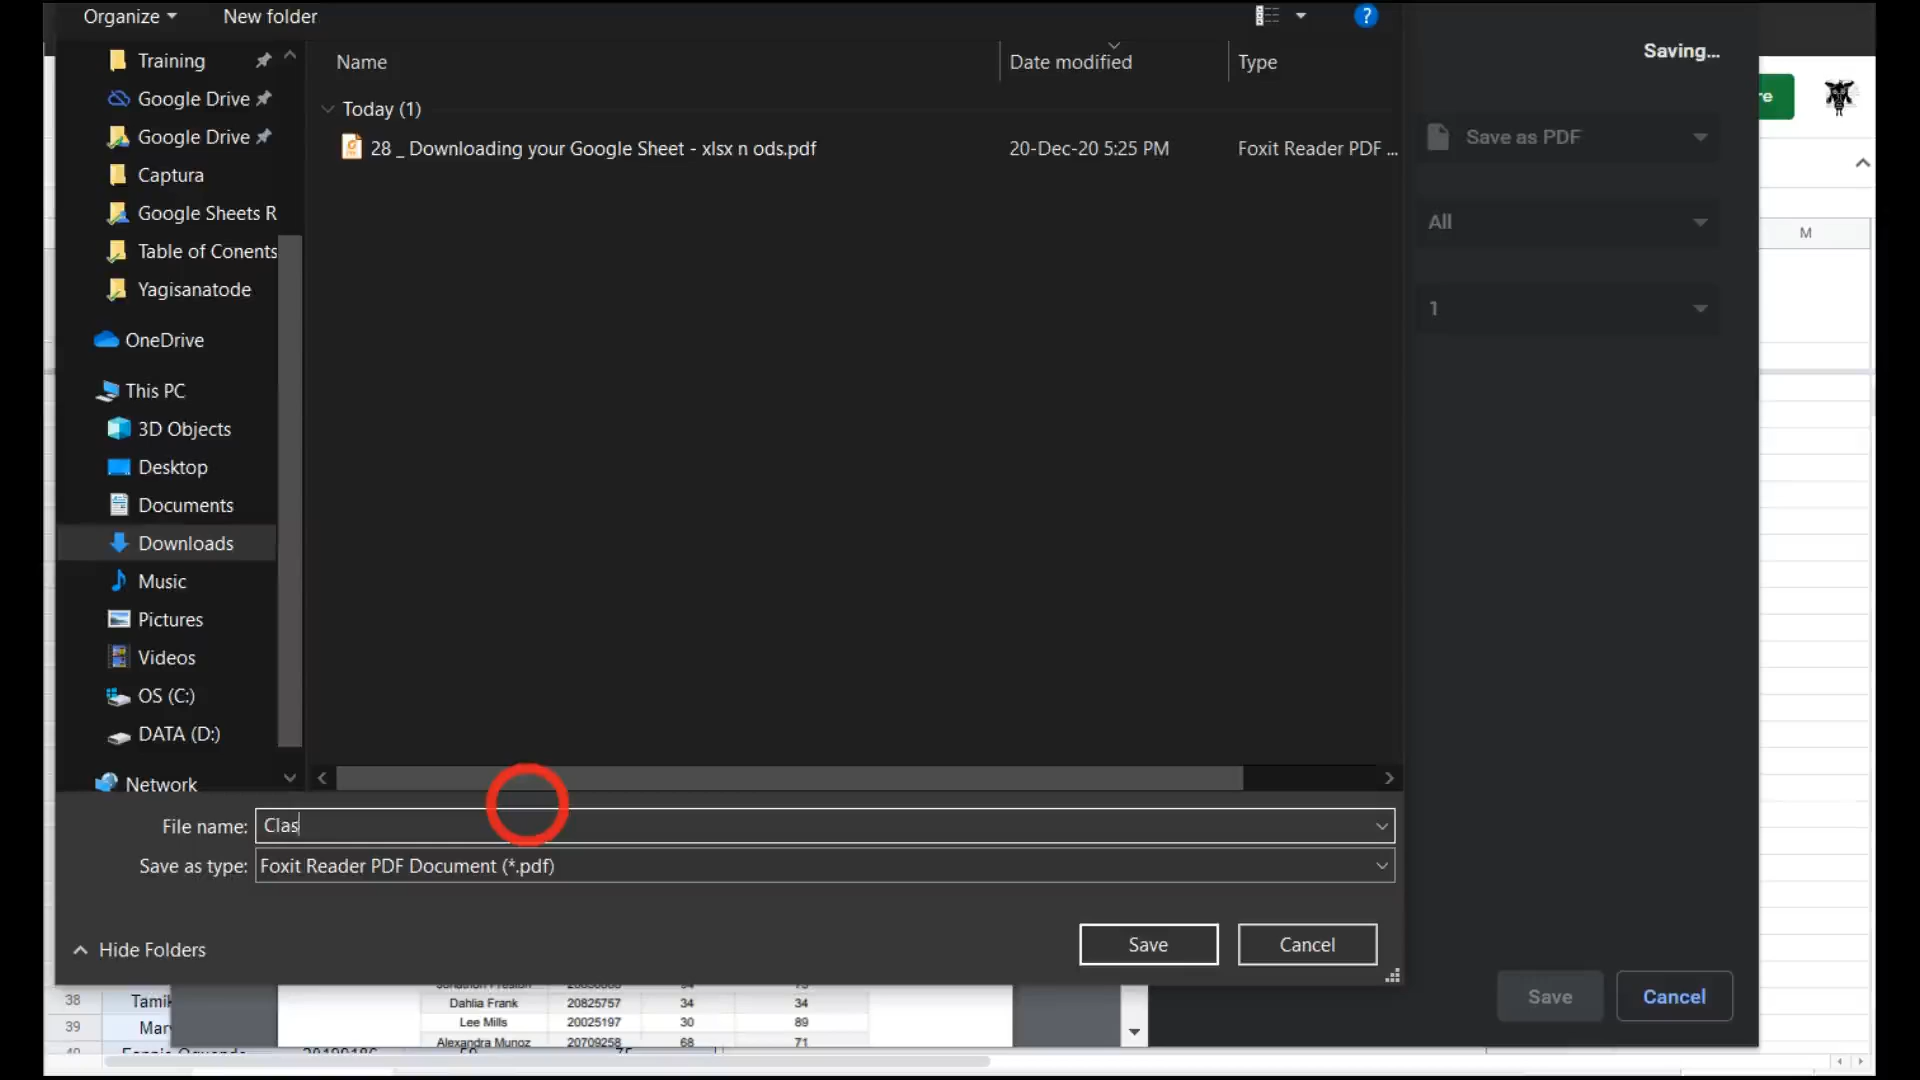 Organize
New folder
?
Training
Google Drive
Google Drive
Captura
Google Sheets R
Table of Conents
Yagisanatode
OneDrive
This PC
3D Objects
Desktop
Documents
Downloads
Music
Pictures
Videos
OS (C:)
DATA (D:)
Network
Name
Date modified
Type
Today (1)
28 _ Downloading your Google Sheet - xlsx n ods.pdf
20-Dec-20 5:25 PM
Foxit Reader PDF ...
File name:
Clas
Save as type:
Foxit Reader PDF Document (*.pdf)
Hide Folders
Save
Cancel
Saving...
Save as PDF
All
1
Save
Cancel
re
M
38
Tamik
39
Mar
Dahlia Frank 20825757 34 34
Lee Mills 20025197 30 89
Alexandra Munoz 20709258 68 71